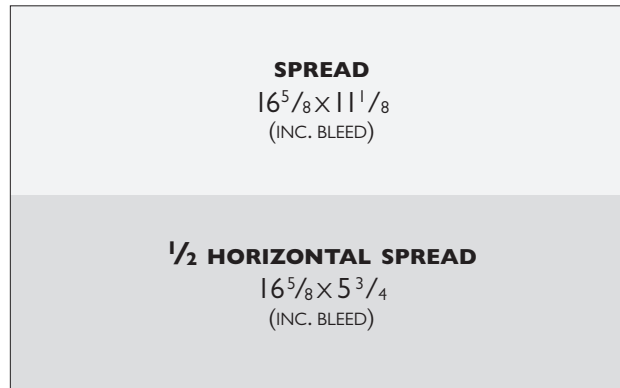 SPREAD
16⁵/₈ x 11¹/₈
(INC. BLEED)
½ HORIZONTAL SPREAD
16⁵/₈ x 5³/₄
(INC. BLEED)